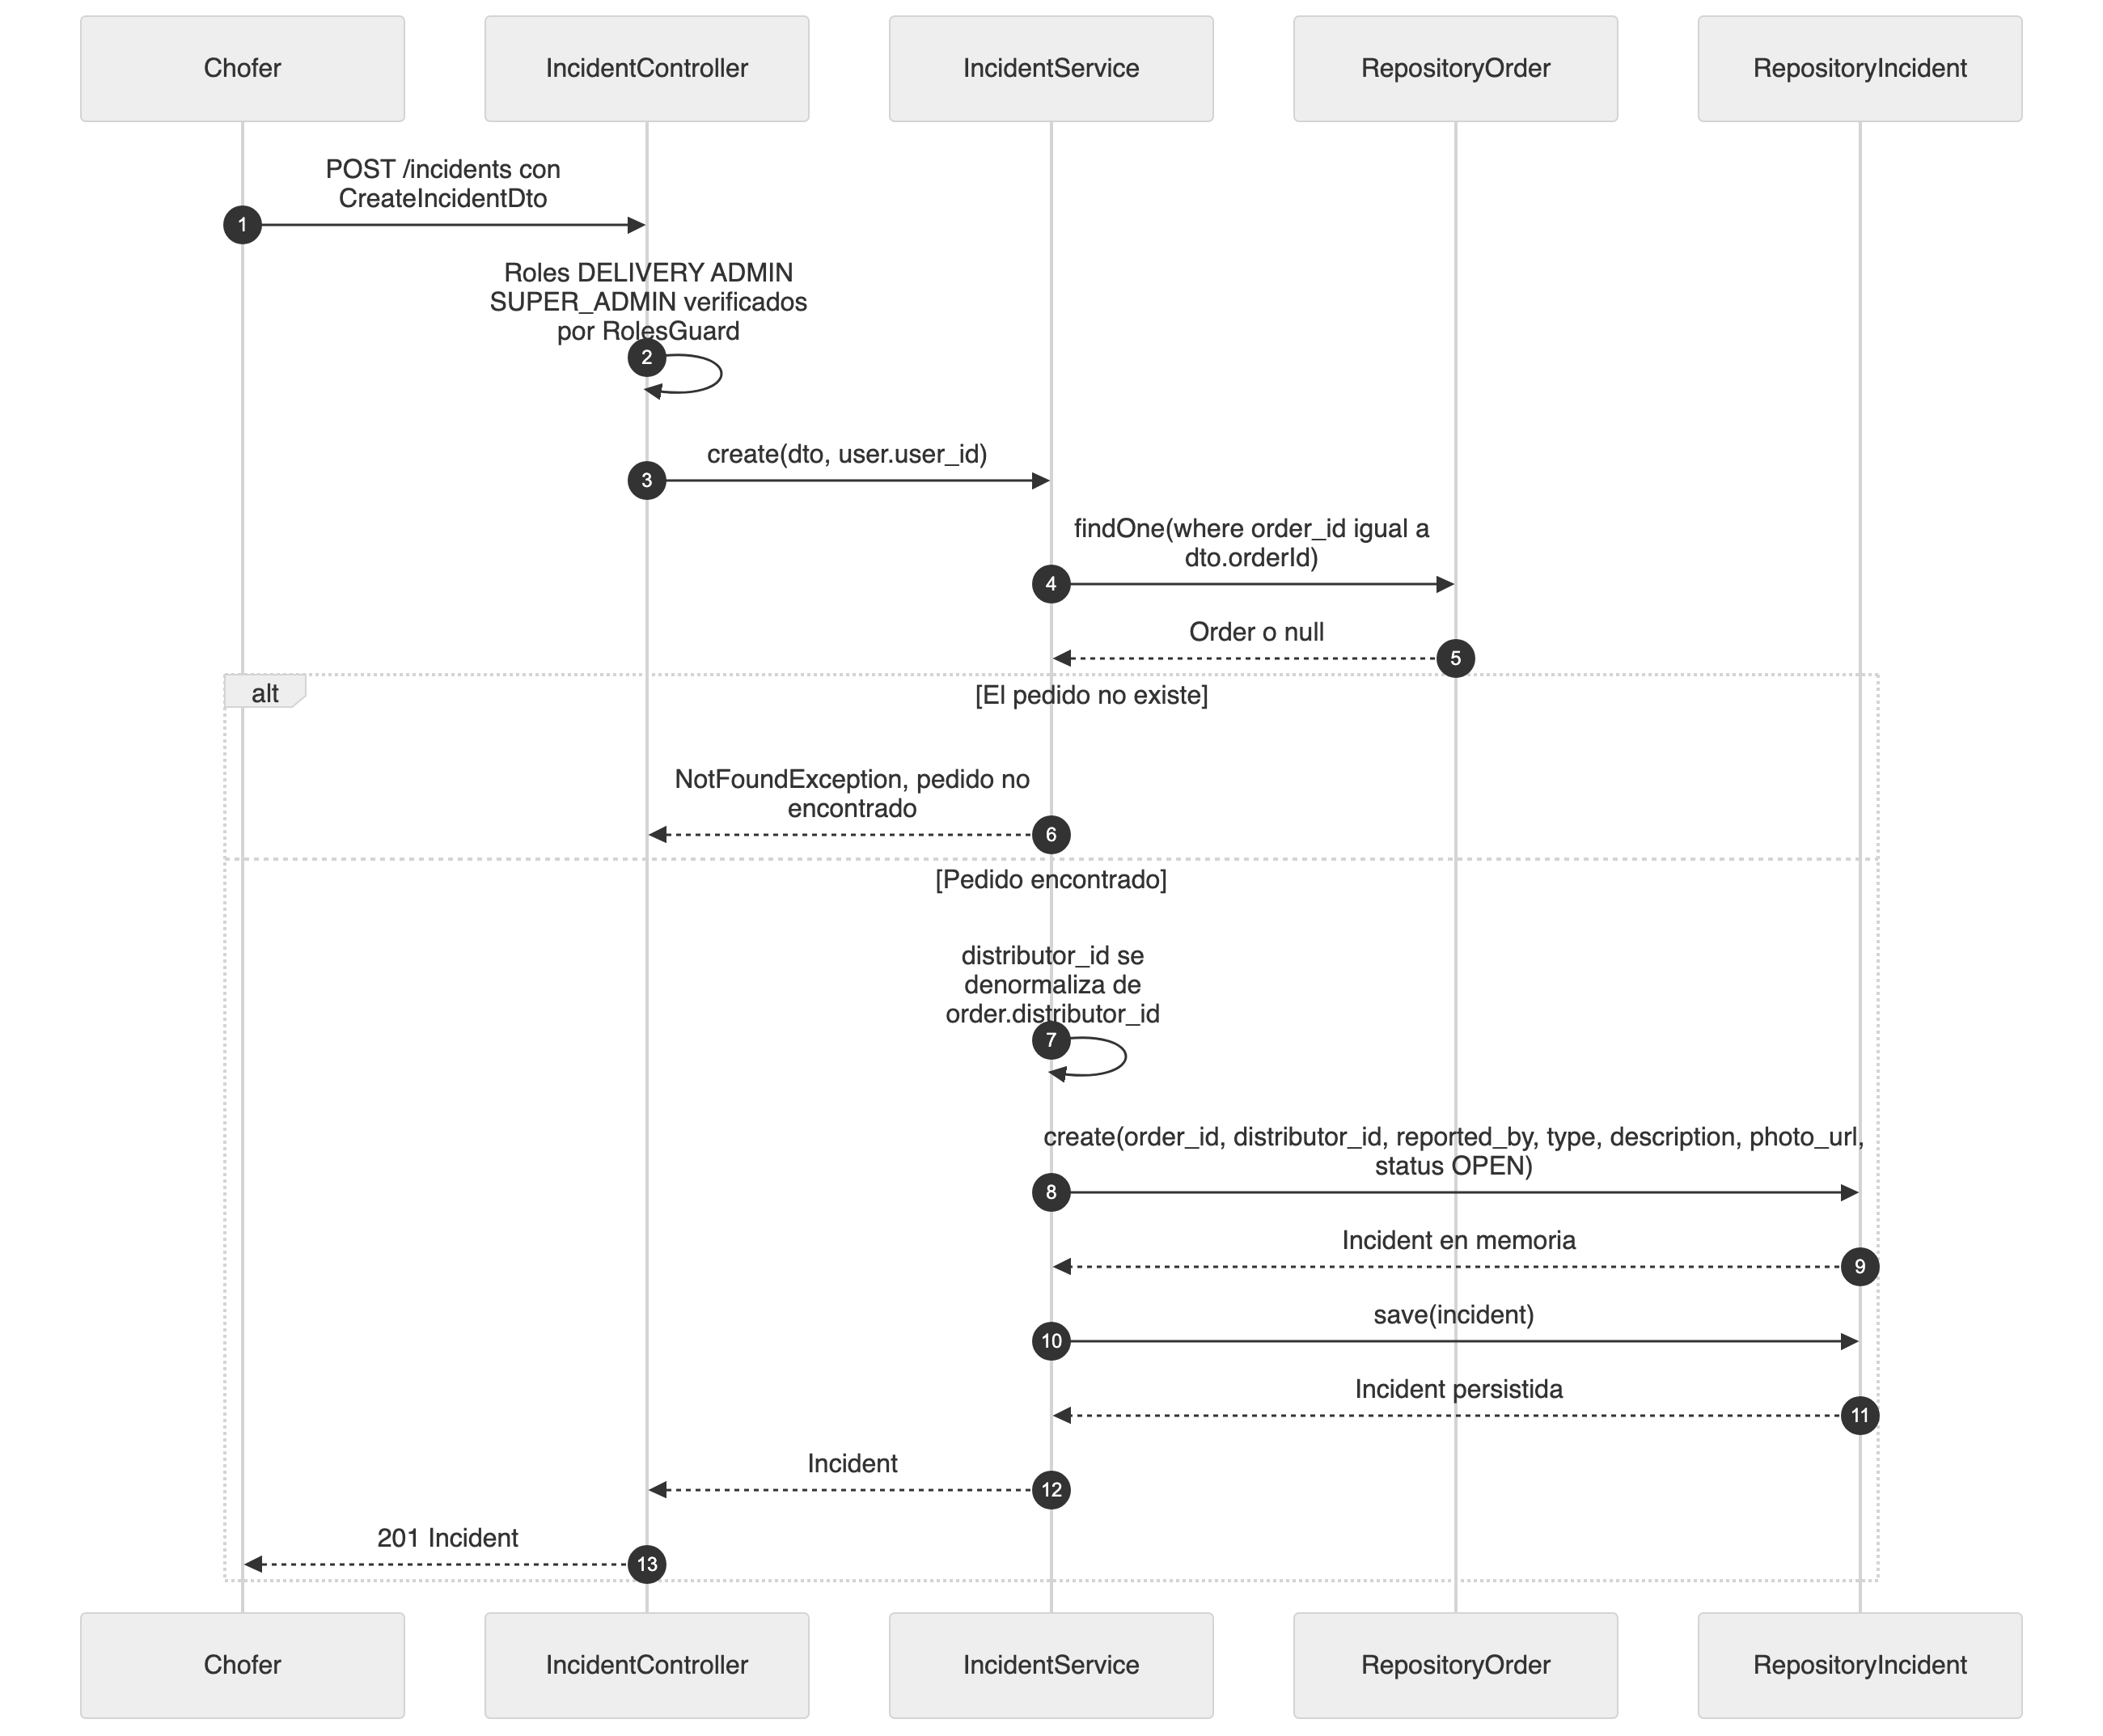 Chofer
IncidentController
IncidentService
RepositoryOrder
RepositoryIncident
POST /incidents con
CreateIncidentDto
1
Roles DELIVERY ADMIN
SUPER_ADMIN verificados
por RolesGuard
2
create(dto, user.user_id)
3
findOne(where order_id igual a
dto.orderId)
4
Order o null
5
alt
[El pedido no existe]
NotFoundException, pedido no
encontrado
6
[Pedido encontrado]
distributor_id se
denormaliza de
order.distributor_id
7
create(order_id, distributor_id, reported_by, type, description, photo_url,
status OPEN)
8
Incident en memoria
9
save(incident)
10
Incident persistida
11
Incident
12
201 Incident
13
Chofer
IncidentController
IncidentService
RepositoryOrder
RepositoryIncident